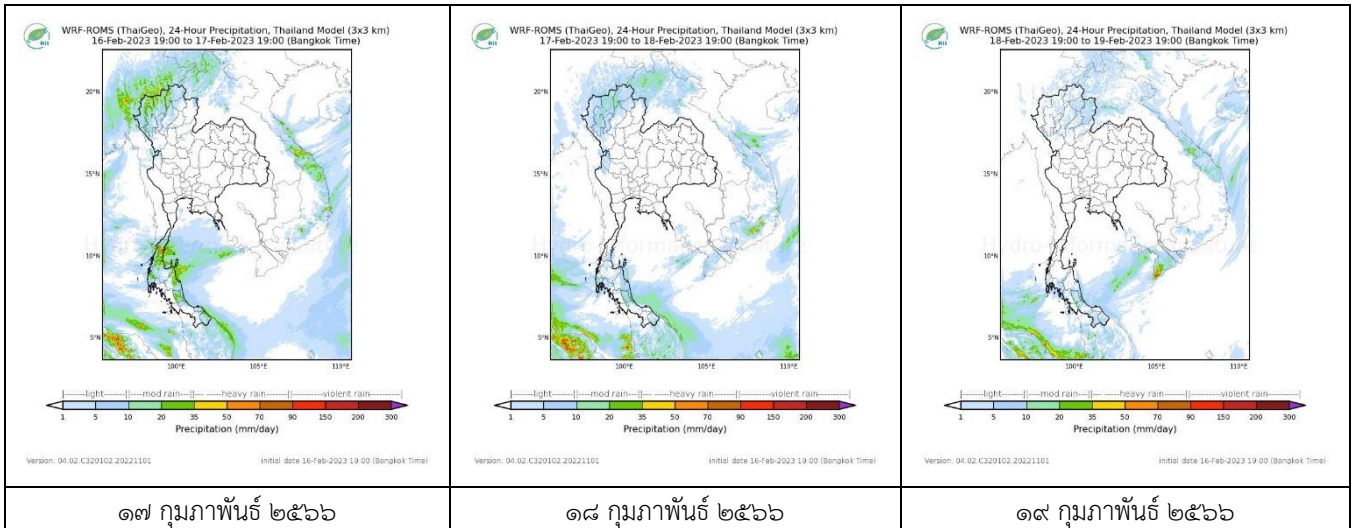 HII
WRF-ROMS (ThaiGeo), 24-Hour Precipitation, Thailand Model (3x3 km)
16-Feb-2023 19:00 to 17-Feb-2023 19:00 (Bangkok Time)
20°N
15°N
10°N
5°N
100°E 105°E 110°E
Hydro-Informatics Institute
|------light------||---mod rain---||--- ------heavy rain------||------violent rain------|
1 5 10 20 35 50 70 90 150 200 300
Precipitation (mm/day)
Version: 04.02.C320102.20221101 initial date 16-Feb-2023 19:00 (Bangkok Time)
๑๗ กุมภาพันธ์ ๒๕๖๖
HII
WRF-ROMS (ThaiGeo), 24-Hour Precipitation, Thailand Model (3x3 km)
17-Feb-2023 19:00 to 18-Feb-2023 19:00 (Bangkok Time)
20°N
15°N
10°N
5°N
100°E 105°E 110°E
Hydro-Informatics Institute
|------light------||---mod rain---||--- ------heavy rain------||------violent rain------|
1 5 10 20 35 50 70 90 150 200 300
Precipitation (mm/day)
Version: 04.02.C320102.20221101 initial date 16-Feb-2023 19:00 (Bangkok Time)
๑๘ กุมภาพันธ์ ๒๕๖๖
HII
WRF-ROMS (ThaiGeo), 24-Hour Precipitation, Thailand Model (3x3 km)
18-Feb-2023 19:00 to 19-Feb-2023 19:00 (Bangkok Time)
20°N
15°N
10°N
5°N
100°E 105°E 110°E
Hydro-Informatics Institute
|------light------||---mod rain---||--- ------heavy rain------||------violent rain------|
1 5 10 20 35 50 70 90 150 200 300
Precipitation (mm/day)
Version: 04.02.C320102.20221101 initial date 16-Feb-2023 19:00 (Bangkok Time)
๑๙ กุมภาพันธ์ ๒๕๖๖